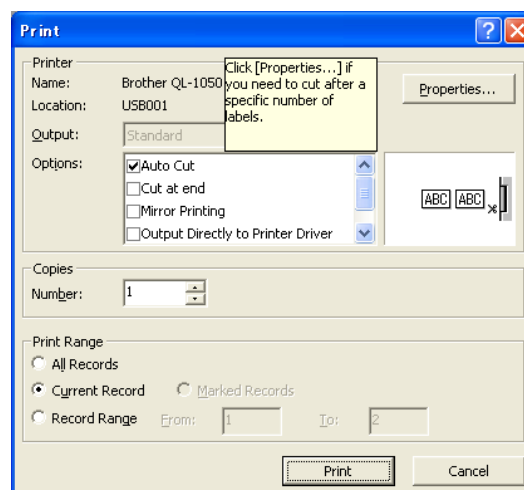 Print
Printer
Name: Brother QL-1050
Click [Properties...] if
you need to cut after a
specific number of
labels.
Properties...
Location: USB001
Output: Standard
Options:
Auto Cut
Cut at end
Mirror Printing
Output Directly to Printer Driver
ABC ABC
Copies
Number: 1
Print Range
All Records
Current Record
Marked Records
Record Range From: 1 To: 2
Print Cancel